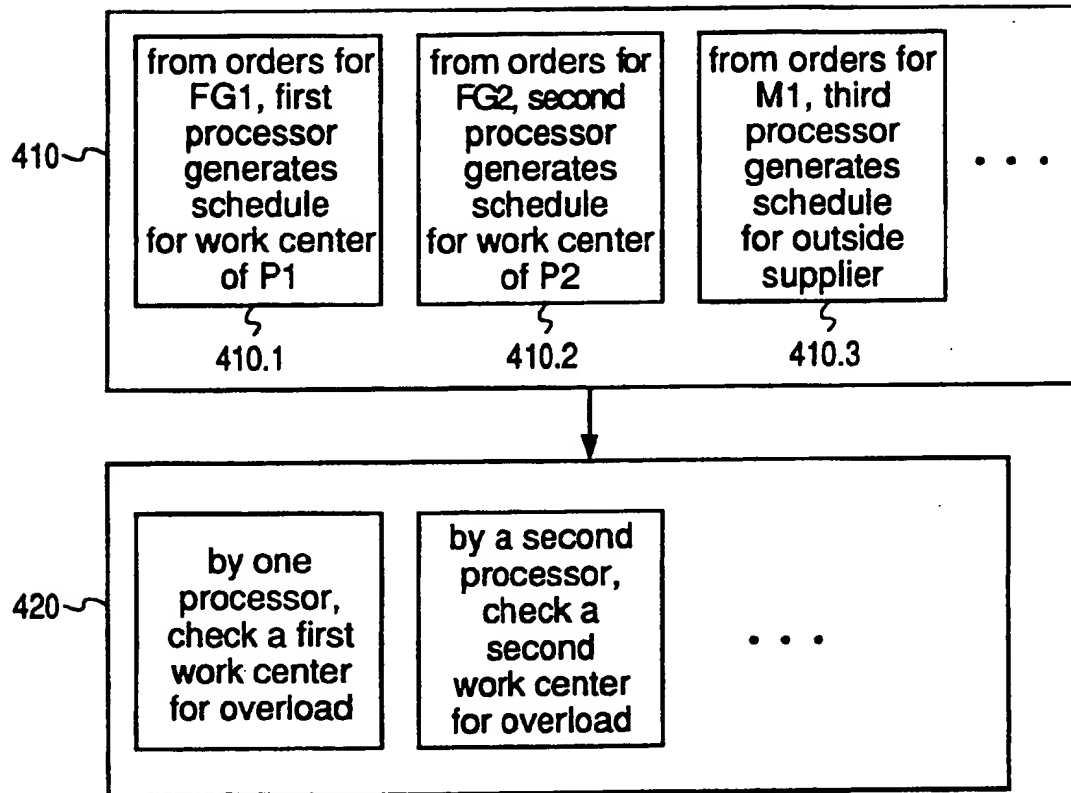 from orders for
FG1, first
processor
generates
schedule
for work center
of P1
from orders for
FG2, second
processor
generates
schedule
for work center
of P2
from orders for
M1, third
processor
generates
schedule
for outside
supplier
• • •
410
410.1
410.2
410.3
by one
processor,
check a first
work center
for overload
by a second
processor,
check a
second
work center
for overload
• • •
420